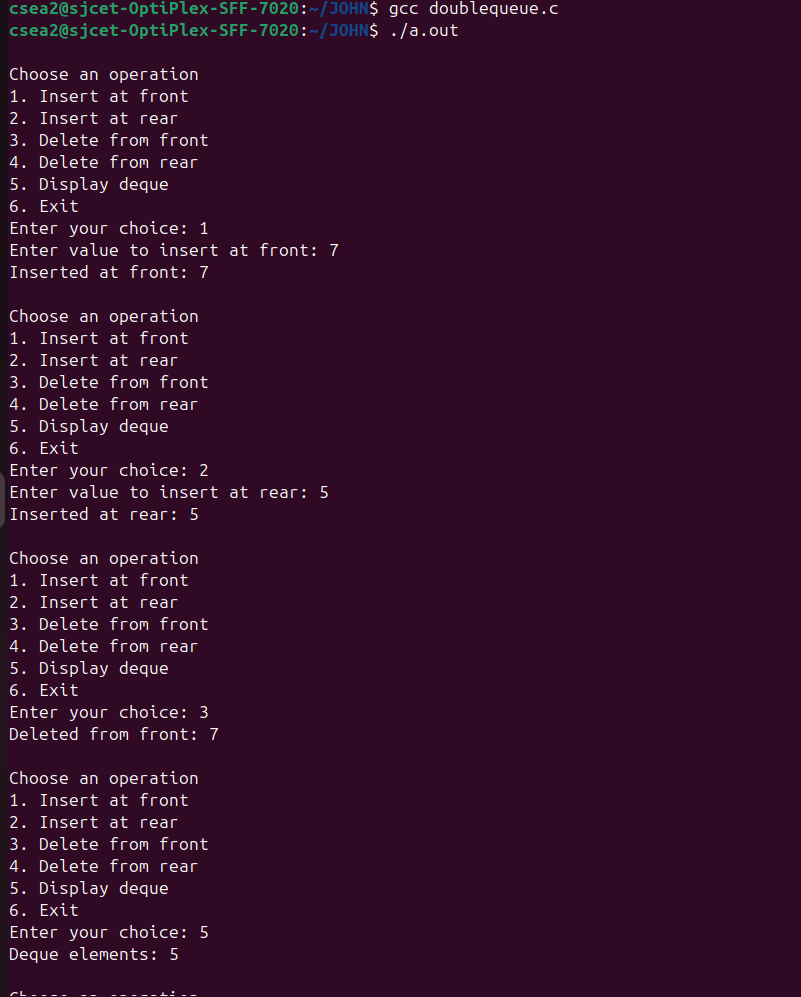 csea2@sjcet-OptiPlex-SFF-7020:~/JOHN$ gcc doublequeue.c
csea2@sjcet-OptiPlex-SFF-7020:~/JOHN$ ./a.out
Choose an operation
1. Insert at front
2. Insert at rear
3. Delete from front
4. Delete from rear
5. Display deque
6. Exit
Enter your choice: 1
Enter value to insert at front: 7
Inserted at front: 7
Choose an operation
1. Insert at front
2. Insert at rear
3. Delete from front
4. Delete from rear
5. Display deque
6. Exit
Enter your choice: 2
Enter value to insert at rear: 5
Inserted at rear: 5
Choose an operation
1. Insert at front
2. Insert at rear
3. Delete from front
4. Delete from rear
5. Display deque
6. Exit
Enter your choice: 3
Deleted from front: 7
Choose an operation
1. Insert at front
2. Insert at rear
3. Delete from front
4. Delete from rear
5. Display deque
6. Exit
Enter your choice: 5
Deque elements: 5